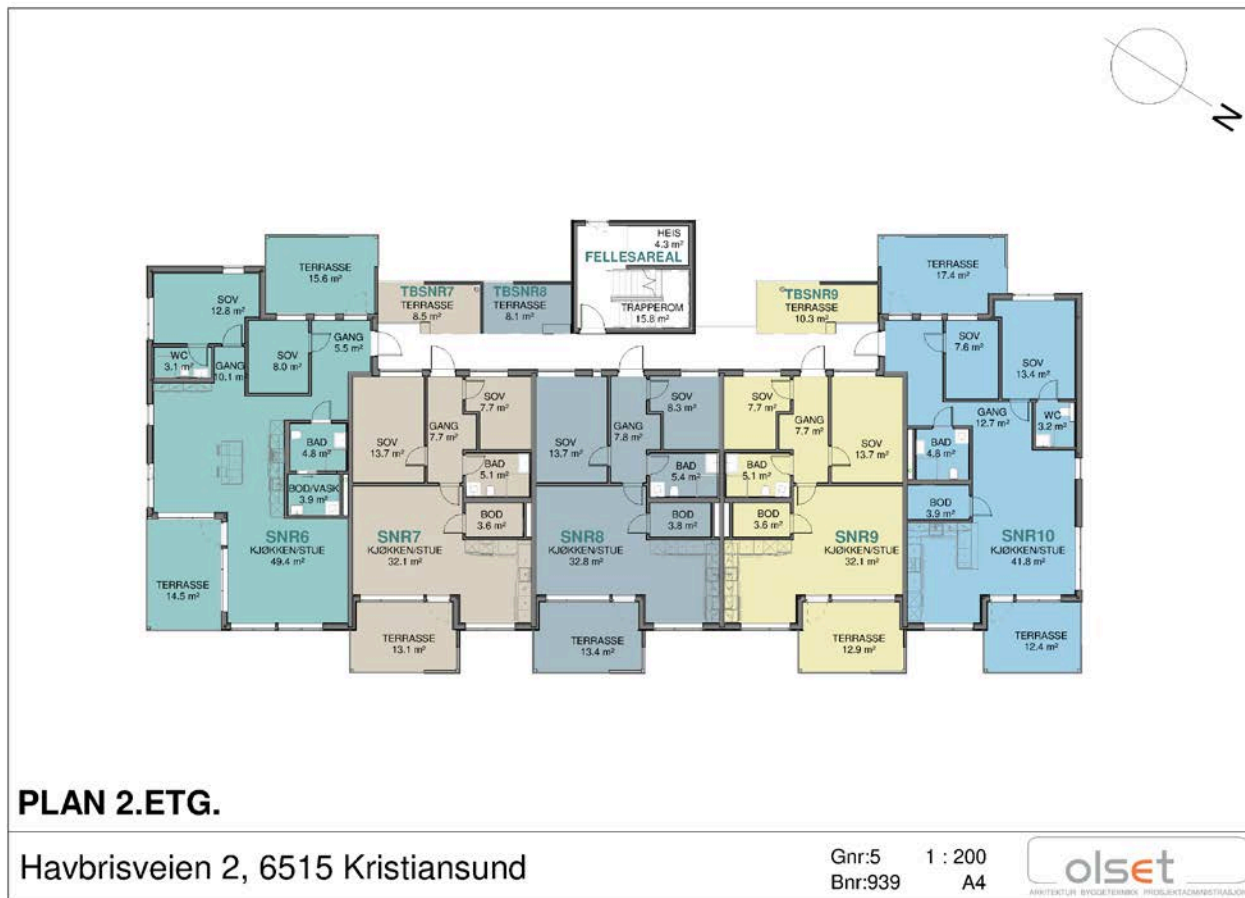 N
HEIS
4.3 m²
FELLESAREAL
TRAPPEROM
15.8 m²
TERRASSE
15.6 m²
TBSNR7
TERRASSE
8.5 m²
TBSNR8
TERRASSE
8.1 m²
TBSNR9
TERRASSE
10.3 m²
TERRASSE
17.4 m²
SOV
12.8 m²
WC
3.1 m²
GANG
10.1 m²
SOV
8.0 m²
GANG
5.5 m²
BAD
4.8 m²
BOD/VASK
3.9 m²
SNR6
KJØKKEN/STUE
49.4 m²
TERRASSE
14.5 m²
SOV
13.7 m²
GANG
7.7 m²
SOV
7.7 m²
BAD
5.1 m²
BOD
3.6 m²
SNR7
KJØKKEN/STUE
32.1 m²
TERRASSE
13.1 m²
SOV
13.7 m²
GANG
7.8 m²
SOV
8.3 m²
BAD
5.4 m²
BOD
3.8 m²
SNR8
KJØKKEN/STUE
32.8 m²
TERRASSE
13.4 m²
SOV
7.7 m²
GANG
7.7 m²
SOV
13.7 m²
BAD
5.1 m²
BOD
3.6 m²
SNR9
KJØKKEN/STUE
32.1 m²
TERRASSE
12.9 m²
SOV
7.6 m²
SOV
13.4 m²
GANG
12.7 m²
WC
3.2 m²
BAD
4.8 m²
BOD
3.9 m²
SNR10
KJØKKEN/STUE
41.8 m²
TERRASSE
12.4 m²
PLAN 2.ETG.
Havbrisveien 2, 6515 Kristiansund
Gnr:5 1 : 200
Bnr:939 A4
olset
ARKITEKTUR BYGGETEKNIKK PROSJEKTADMINISTRASJON